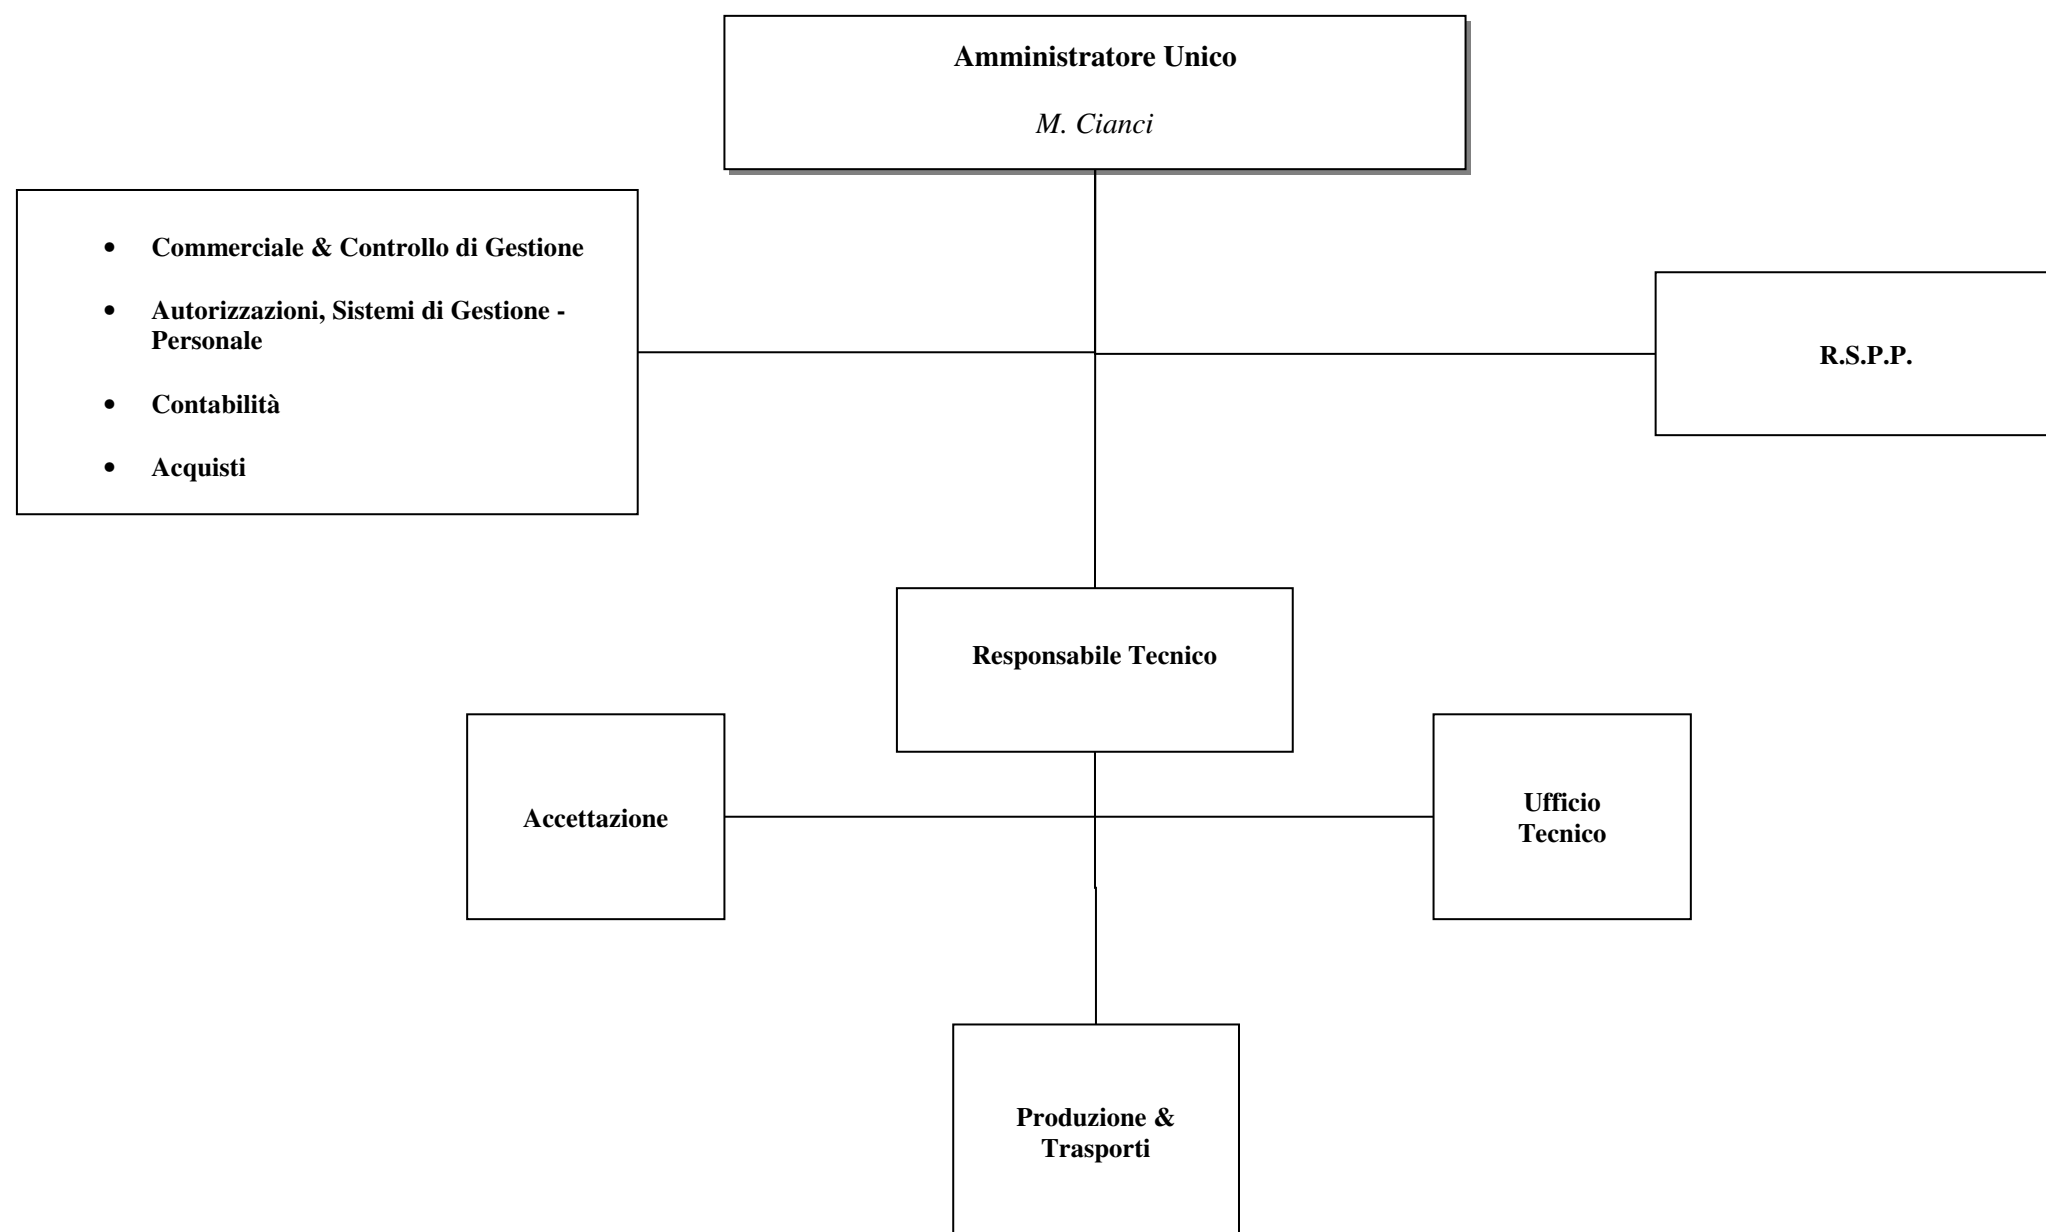 Amministratore Unico
M. Cianci
• Commerciale & Controllo di Gestione
• Autorizzazioni, Sistemi di Gestione -
Personale
• Contabilità
• Acquisti
R.S.P.P.
Responsabile Tecnico
Accettazione
Ufficio
Tecnico
Produzione &
Trasporti